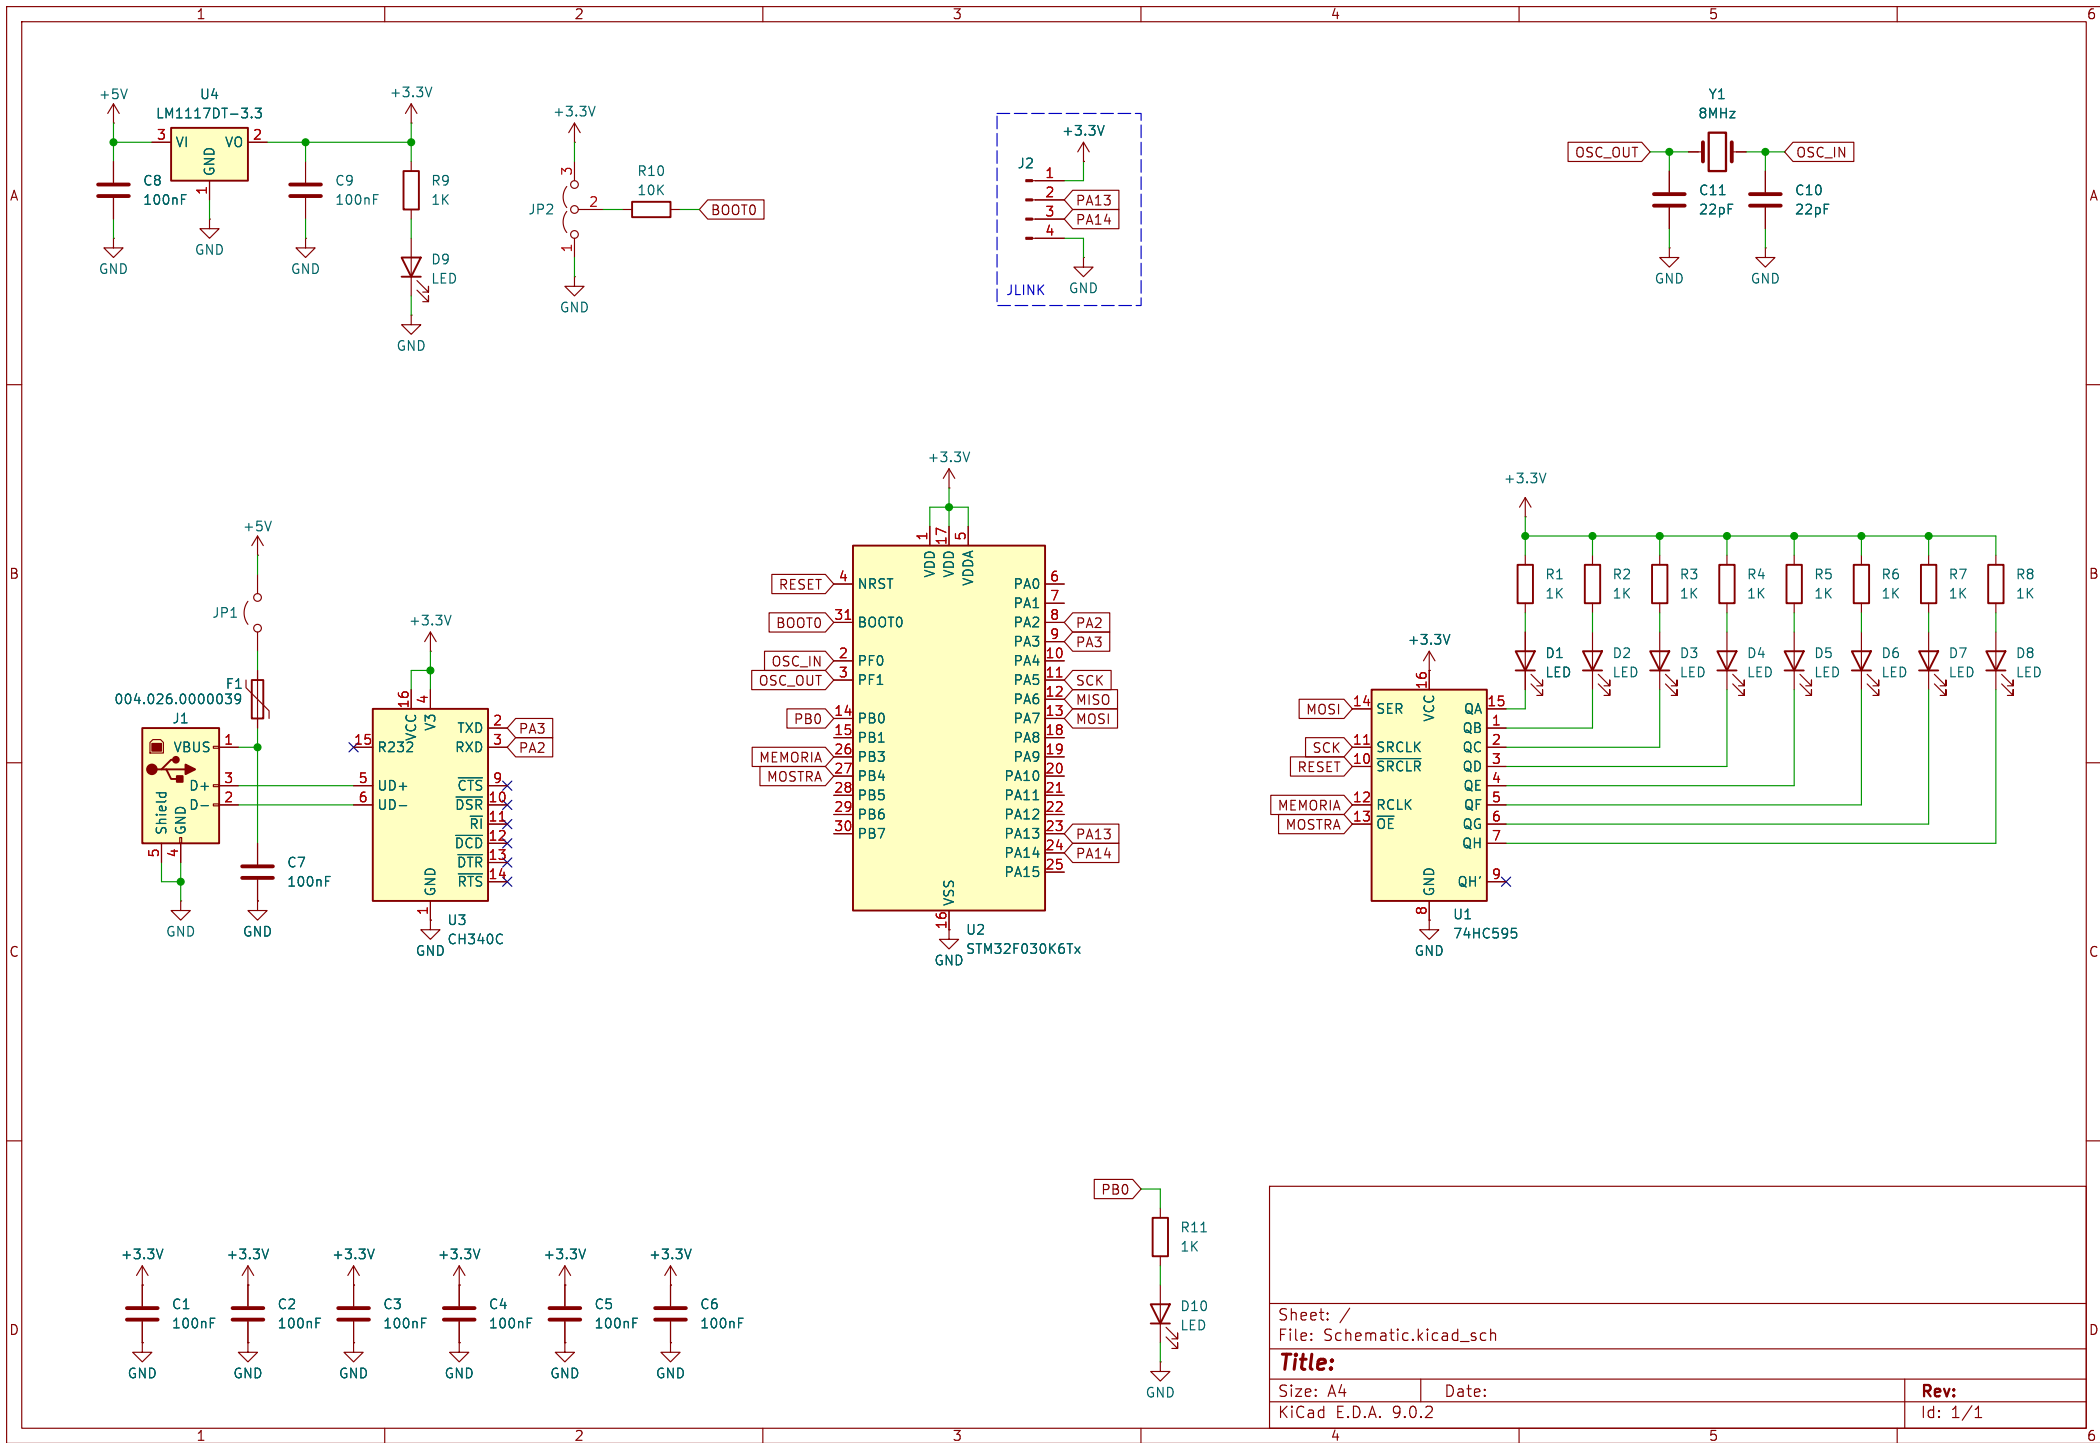 1 2 3 4 5 6
A
B
C
D
+5V
U4
LM1117DT-3.3
3 VI VO 2
GND
1
C8
100nF
GND
GND
C9
100nF
GND
+3.3V
R9
1K
D9
LED
GND
+3.3V
3
JP2
2
1
GND
R10
10K
BOOT0
+3.3V
J2
1
2 PA13
3 PA14
4
GND
JLINK
Y1
8MHz
OSC_OUT
OSC_IN
C11
22pF
C10
22pF
GND
GND
+5V
JP1
F1
004.026.0000039
J1
VBUS 1
D+ 3
D- 2
Shield
GND
5 4
GND
C7
100nF
GND
+3.3V
16 4
VCC V3
15 R232
5 UD+
6 UD-
TXD 2 PA3
RXD 3 PA2
CTS 9
DSR 10
RI 11
DCD 12
DTR 13
RTS 14
GND
1
U3
CH340C
GND
+3.3V
1 17 5
VDD VDD VDDA
RESET 4 NRST
BOOT0 31 BOOT0
OSC_IN 2 PF0
OSC_OUT 3 PF1
PB0 14 PB0
15 PB1
MEMORIA 26 PB3
MOSTRA 27 PB4
28 PB5
29 PB6
30 PB7
PA0 6
PA1 7
PA2 8 PA2
PA3 9 PA3
PA4 10
PA5 11 SCK
PA6 12 MISO
PA7 13 MOSI
PA8 18
PA9 19
PA10 20
PA11 21
PA12 22
PA13 23 PA13
PA14 24 PA14
PA15 25
VSS
16
U2
STM32F030K6Tx
GND
+3.3V
16
VCC
MOSI 14 SER
SCK 11 SRCLK
RESET 10 SRCLR
MEMORIA 12 RCLK
MOSTRA 13 OE
QA 15
QB 1
QC 2
QD 3
QE 4
QF 5
QG 6
QH 7
QH' 9
GND
8
U1
74HC595
GND
+3.3V
R1 R2 R3 R4 R5 R6 R7 R8
1K 1K 1K 1K 1K 1K 1K 1K
D1 D2 D3 D4 D5 D6 D7 D8
LED LED LED LED LED LED LED LED
+3.3V +3.3V +3.3V +3.3V +3.3V +3.3V
C1 C2 C3 C4 C5 C6
100nF 100nF 100nF 100nF 100nF 100nF
GND GND GND GND GND GND
PB0
R11
1K
D10
LED
GND
Sheet: /
File: Schematic.kicad_sch
Title:
Size: A4 Date: Rev:
KiCad E.D.A. 9.0.2 Id: 1/1
A
B
C
D
1 2 3 4 5 6